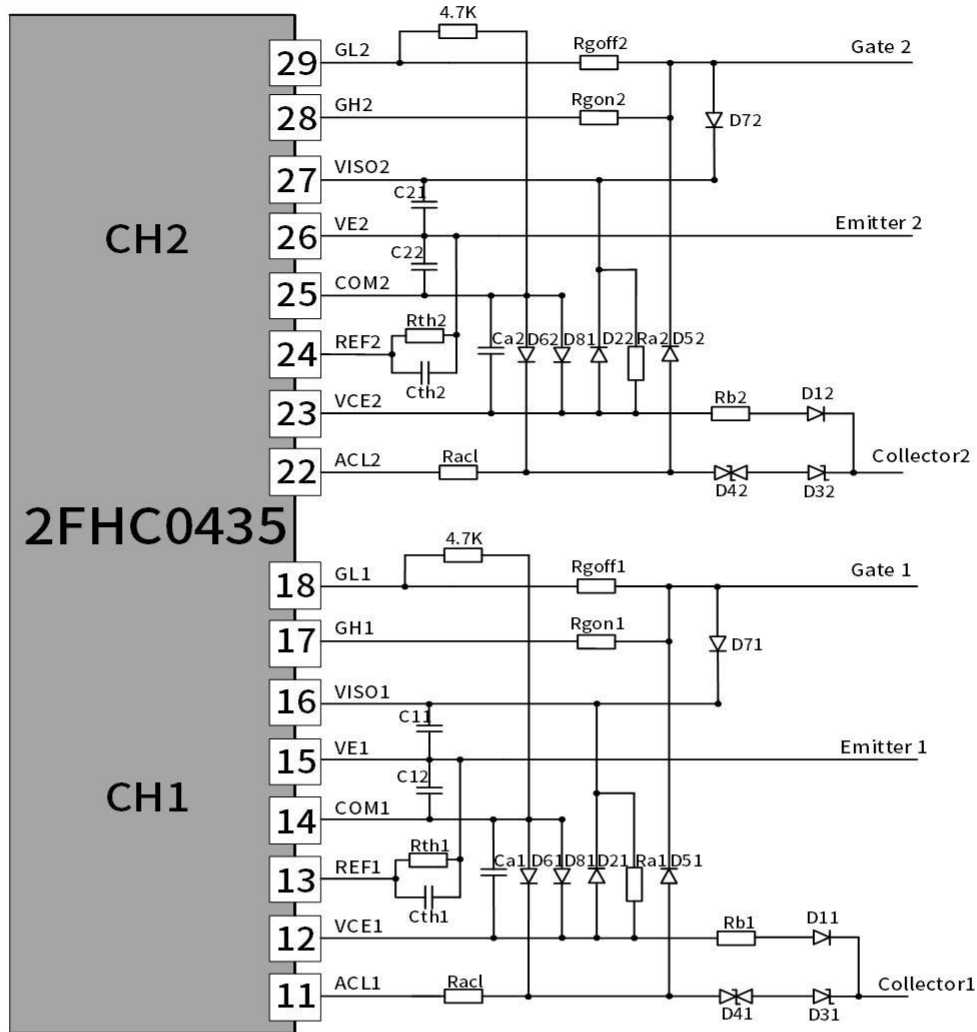 4.7K
29 GL2 Rgoff2 Gate 2
28 GH2 Rgon2
D72
27 VISO2
C21
26 VE2 Emitter 2
CH2
C22
25 COM2
Rth2
24 REF2 Ca2 D62 D81 D22 Ra2 D52
Cth2
23 VCE2 Rb2 D12
22 ACL2 Racl Collector2
D42 D32
2FHC0435
4.7K
18 GL1 Rgoff1 Gate 1
17 GH1 Rgon1
D71
16 VISO1
C11
15 VE1 Emitter 1
C12
CH1
14 COM1
Rth1 Ca1 D61 D81 D21 Ra1 D51
13 REF1
Cth1
12 VCE1 Rb1 D11
11 ACL1 Racl Collector1
D41 D31